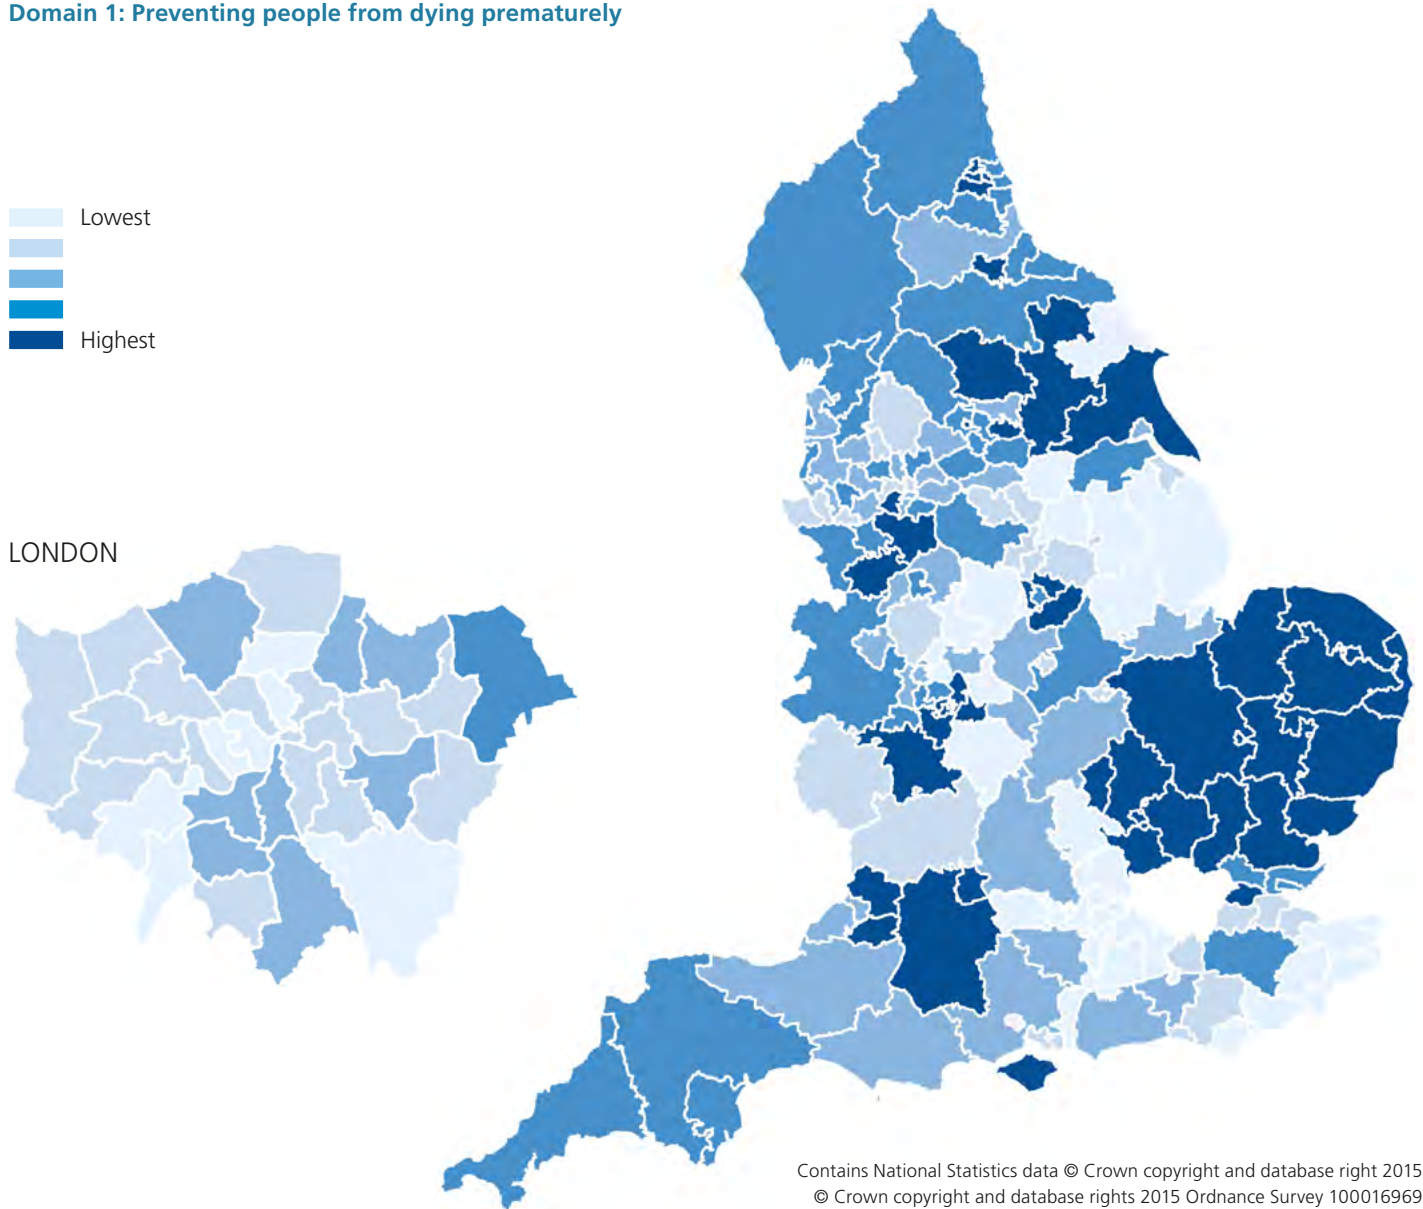 Domain 1: Preventing people from dying prematurely
Lowest
Highest
LONDON
Contains National Statistics data © Crown copyright and database right 2015
© Crown copyright and database rights 2015 Ordnance Survey 100016969